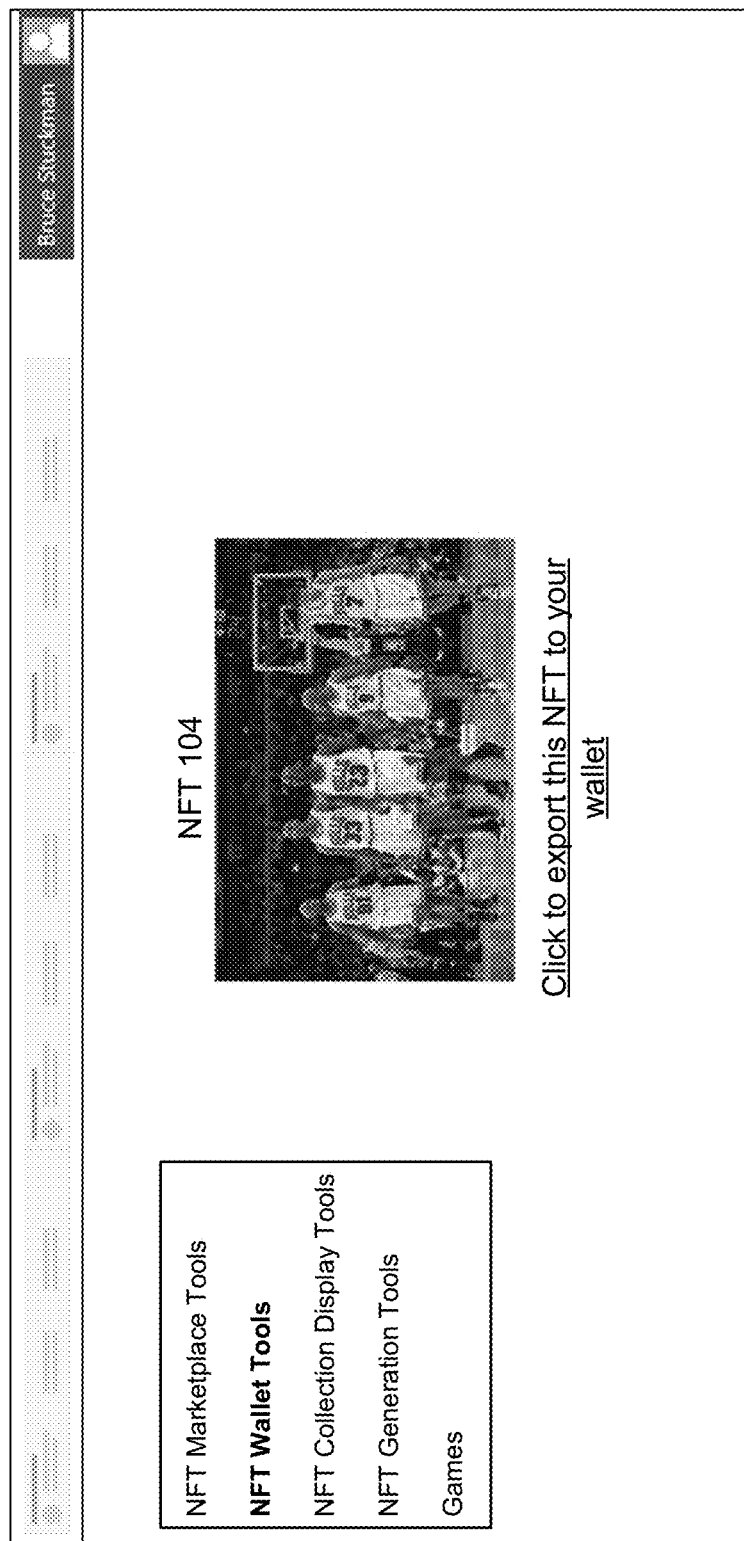 Bruce Stuckman
NFT Marketplace Tools
NFT Wallet Tools
NFT Collection Display Tools
NFT Generation Tools
Games
NFT 104
Click to export this NFT to your
wallet